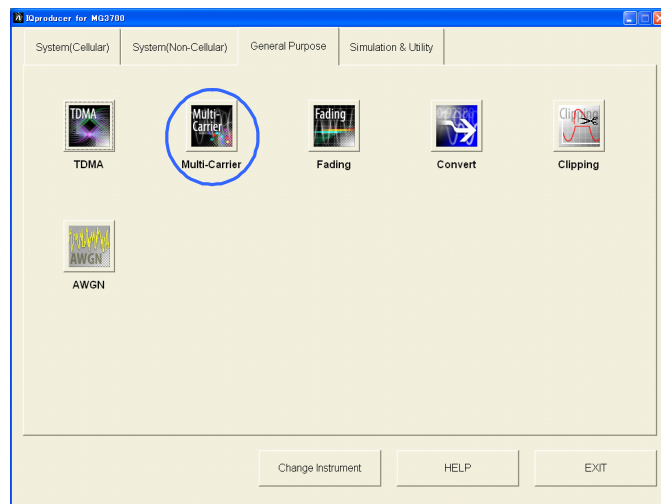 IQproducer for MG3700
System(Cellular) System(Non-Cellular) General Purpose Simulation & Utility
TDMA Multi-Carrier Fading Convert Clipping
TDMA Multi-Carrier Fading Convert Clipping
AWGN
AWGN
Change Instrument HELP EXIT